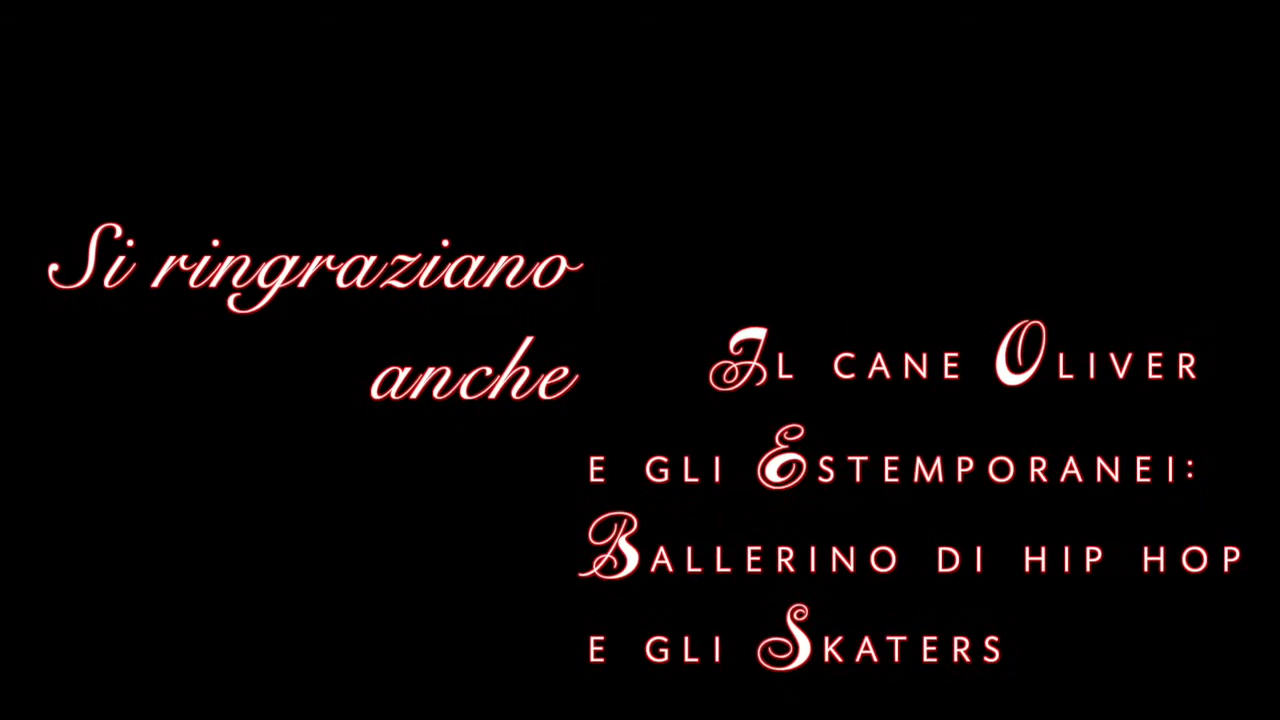 Si ringraziano
anche
Il cane Oliver
e gli Estemporanei:
Ballerino di hip hop
e gli Skaters